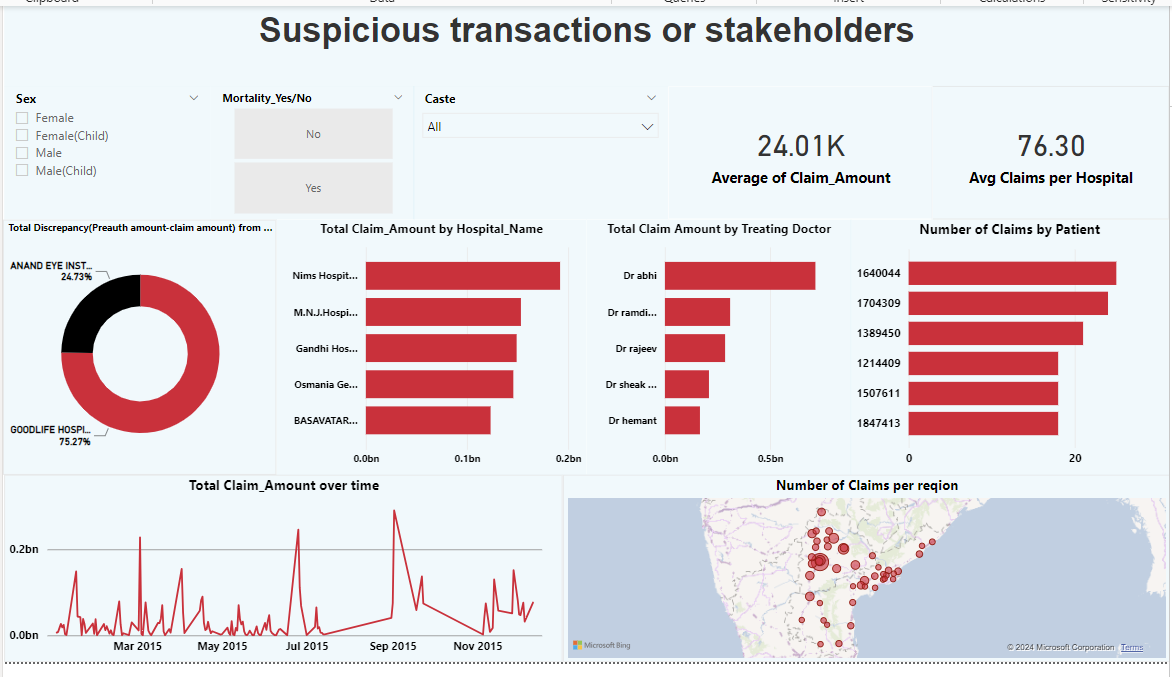 Clipboard
Data
Queries
Insert
Calculations
Sensitivity
Suspicious transactions or stakeholders
Sex
Female
Female(Child)
Male
Male(Child)
Mortality_Yes/No
No
Yes
Caste
All
24.01K
Average of Claim_Amount
76.30
Avg Claims per Hospital
Total Discrepancy(Preauth amount-claim amount) from ...
ANAND EYE INST...
24.73%
GOODLIFE HOSPI...
75.27%
Total Claim_Amount by Hospital_Name
Nims Hospit...
M.N.J.Hospi...
Gandhi Hos...
Osmania Ge...
BASAVATAR...
0.0bn 0.1bn 0.2bn
Total Claim Amount by Treating Doctor
Dr abhi
Dr ramdi...
Dr rajeev
Dr sheak ...
Dr hemant
0.0bn 0.5bn
Number of Claims by Patient
1640044
1704309
1389450
1214409
1507611
1847413
0 20
Total Claim_Amount over time
0.2bn
0.0bn
Mar 2015 May 2015 Jul 2015 Sep 2015 Nov 2015
Number of Claims per region
Microsoft Bing
© 2024 Microsoft Corporation Terms